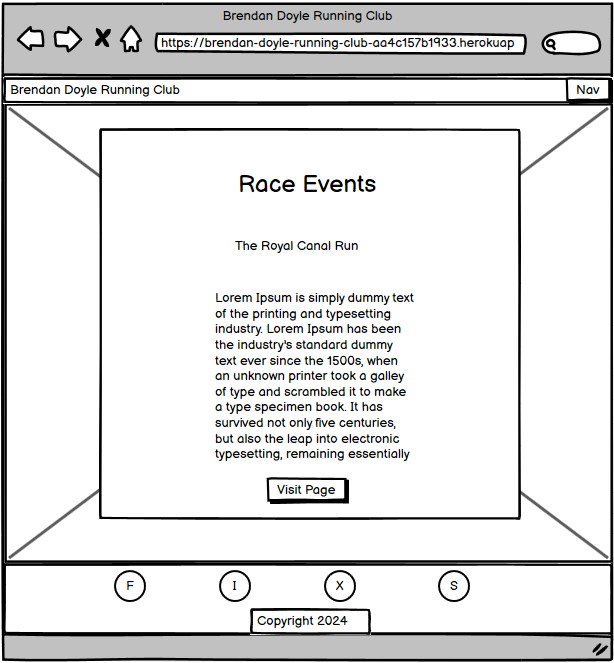 Brendan Doyle Running Club
https://brendan-doyle-running-club-aa4c157b1933.herokuap
Brendan Doyle Running Club
Nav
Race Events
The Royal Canal Run
Lorem Ipsum is simply dummy text
of the printing and typesetting
industry. Lorem Ipsum has been
the industry's standard dummy
text ever since the 1500s, when
an unknown printer took a galley
of type and scrambled it to make
a type specimen book. It has
survived not only five centuries,
but also the leap into electronic
typesetting, remaining essentially
Visit Page
F I X S
Copyright 2024